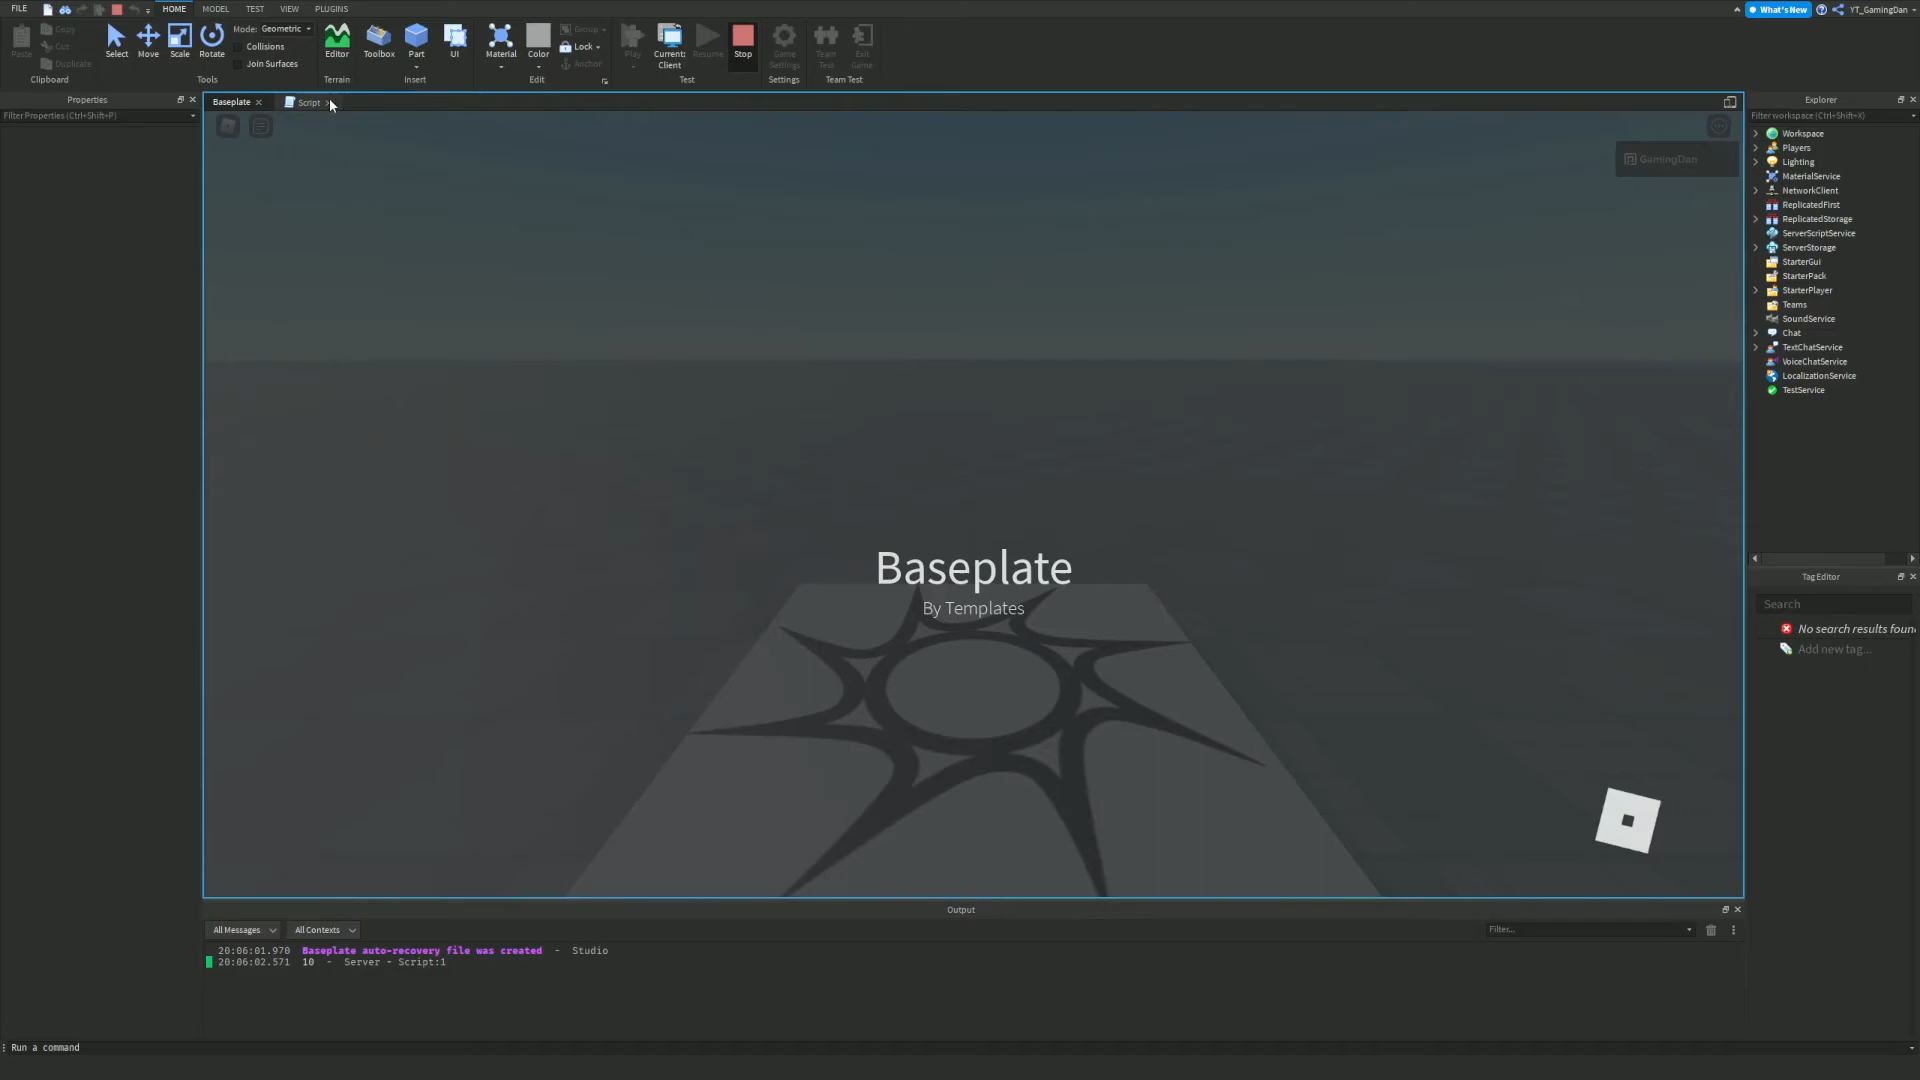 FILE HOME MODEL TEST VIEW PLUGINS What's New YT_GamingDan
Paste Copy Cut Duplicate Select Move Scale Rotate Mode: Geometric Collisions Join Surfaces Editor Toolbox Part UI Material Color Group Lock Anchor Play Current: Client Resume Stop Game Settings Team Test Exit Game
Clipboard Tools Terrain Insert Edit Test Settings Team Test
Properties
Filter Properties (Ctrl+Shift+P)
Baseplate Script
GamingDan
Baseplate
By Templates
Explorer
Filter workspace (Ctrl+Shift+X)
Workspace
Players
Lighting
MaterialService
NetworkClient
ReplicatedFirst
ReplicatedStorage
ServerScriptService
ServerStorage
StarterGui
StarterPack
StarterPlayer
Teams
SoundService
Chat
TextChatService
VoiceChatService
LocalizationService
TestService
Tag Editor
Search
No search results foun
Add new tag...
Output
All Messages All Contexts Filter...
20:06:01.970 Baseplate auto-recovery file was created - Studio
20:06:02.571 10 - Server - Script:1
Run a command